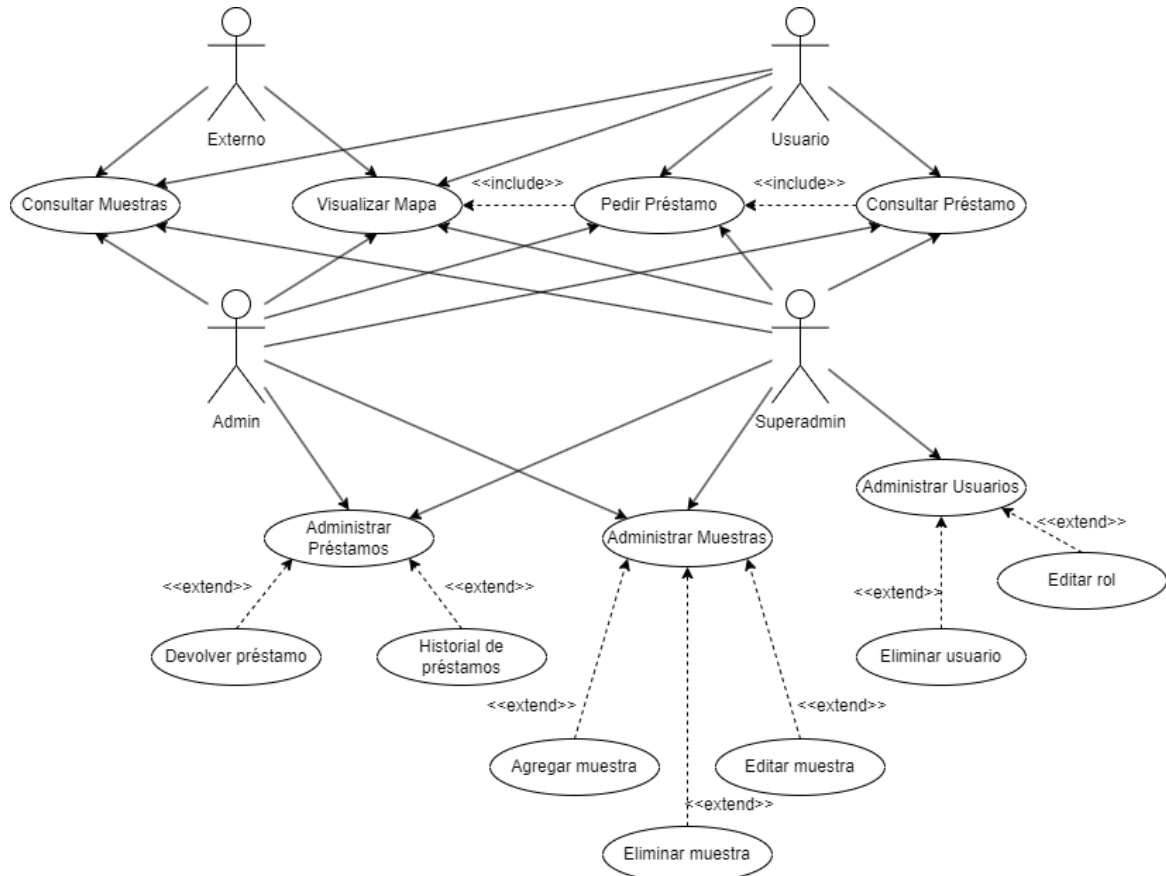 Externo
Usuario
Consultar Muestras
Visualizar Mapa
<<include>>
Pedir Préstamo
<<include>>
Consultar Préstamo
Admin
Superadmin
Administrar
Préstamos
Administrar Muestras
Administrar Usuarios
<<extend>>
<<extend>>
<<extend>>
Editar rol
Devolver préstamo
Historial de
préstamos
<<extend>>
Eliminar usuario
<<extend>>
<<extend>>
Agregar muestra
Editar muestra
<<extend>>
Eliminar muestra